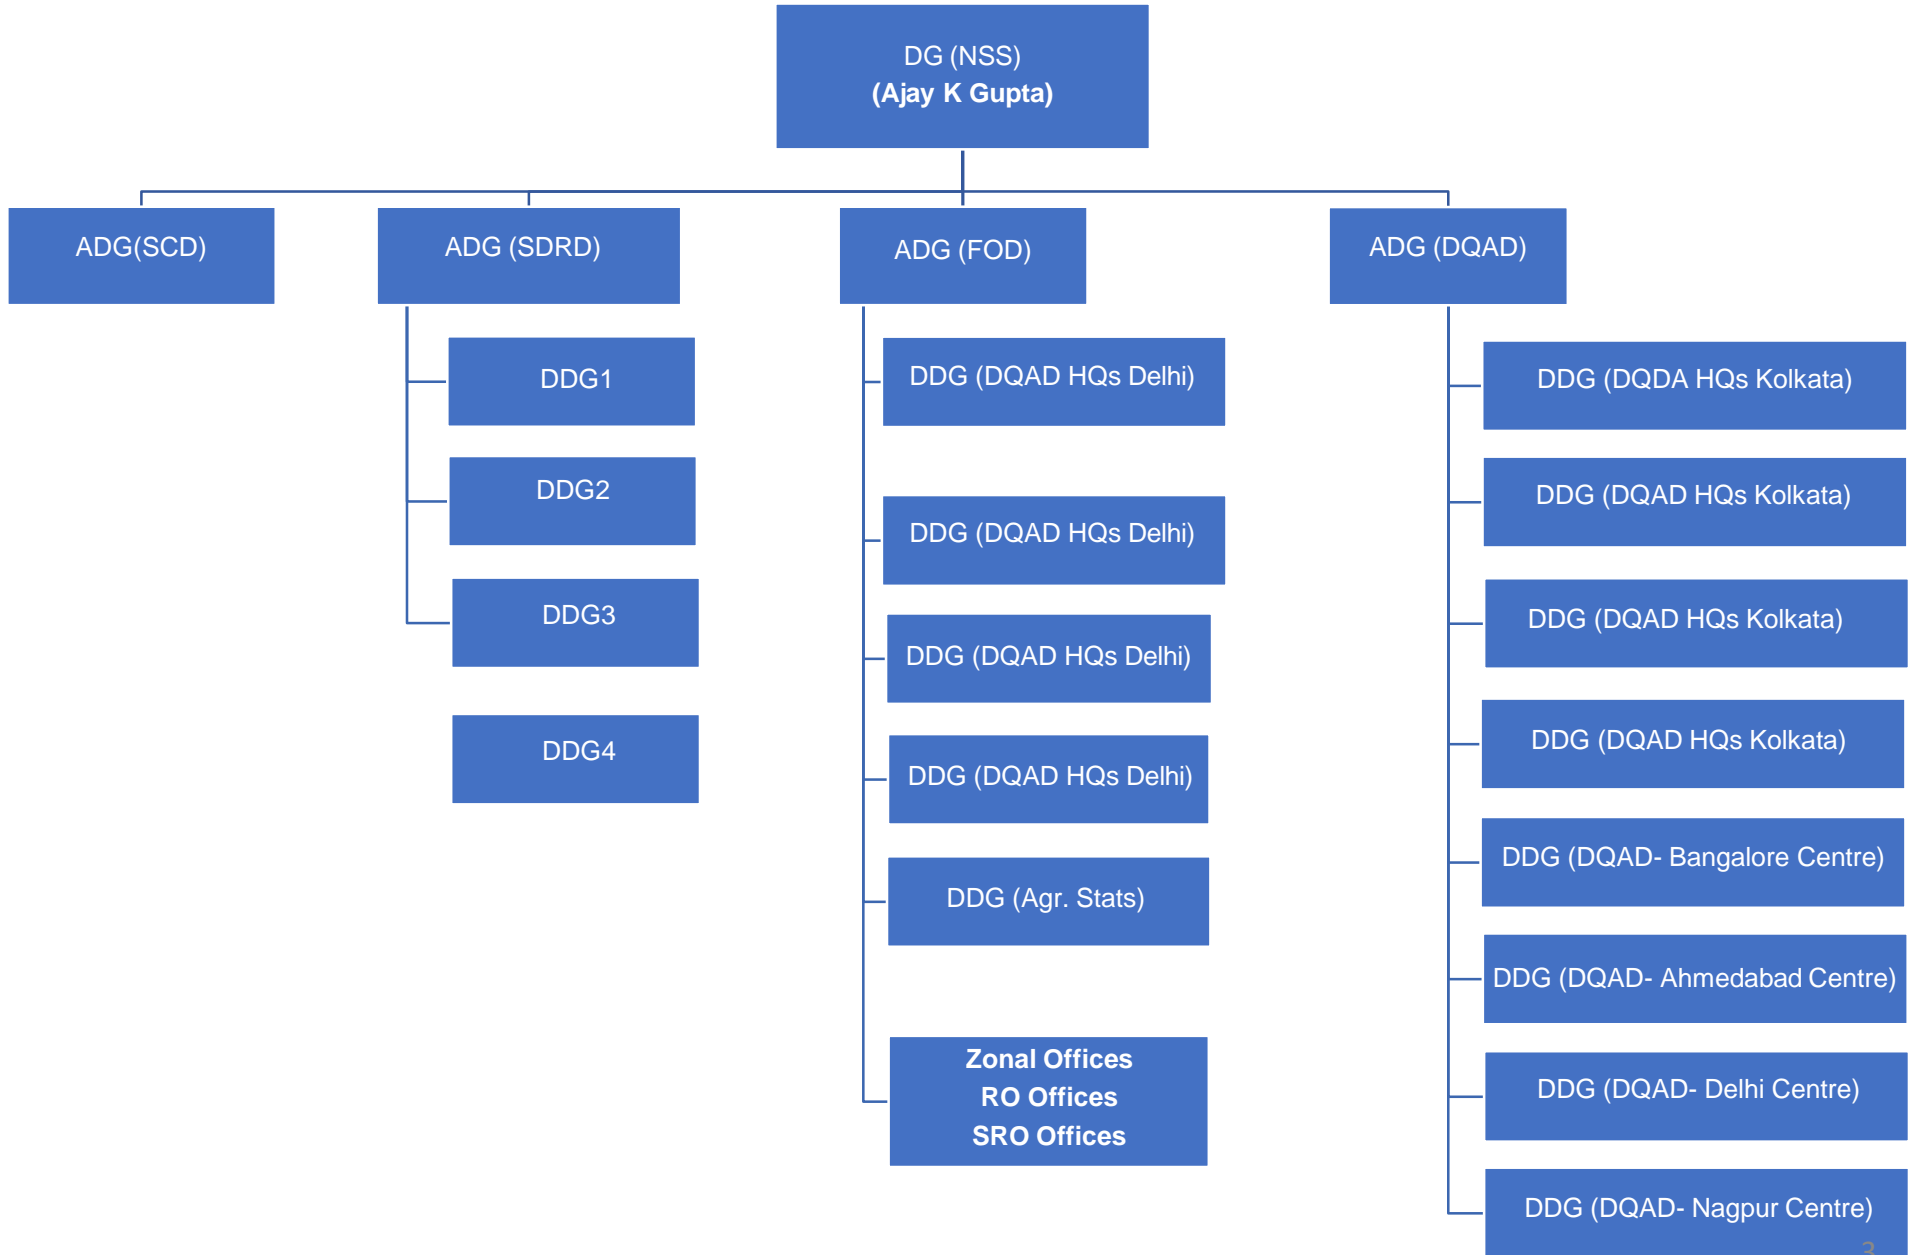 DG (NSS)
(Ajay K Gupta)
ADG(SCD)
ADG (SDRD)
ADG (FOD)
ADG (DQAD)
DDG1
DDG2
DDG3
DDG4
DDG (DQAD HQs Delhi)
DDG (DQAD HQs Delhi)
DDG (DQAD HQs Delhi)
DDG (DQAD HQs Delhi)
DDG (Agr. Stats)
Zonal Offices
RO Offices
SRO Offices
DDG (DQDA HQs Kolkata)
DDG (DQAD HQs Kolkata)
DDG (DQAD HQs Kolkata)
DDG (DQAD HQs Kolkata)
DDG (DQAD- Bangalore Centre)
DDG (DQAD- Ahmedabad Centre)
DDG (DQAD- Delhi Centre)
DDG (DQAD- Nagpur Centre)
3